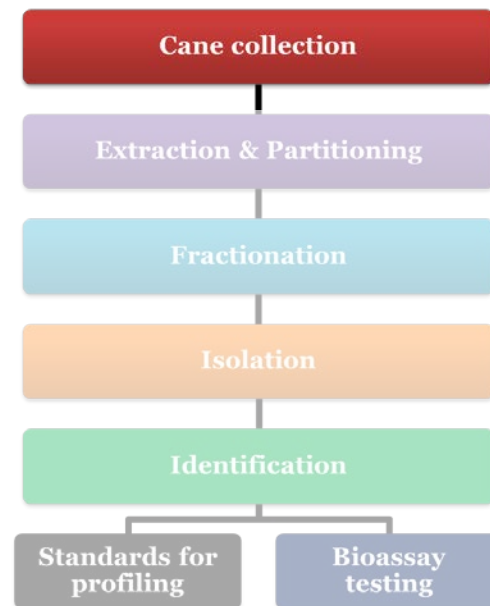 Cane collection
Extraction & Partitioning
Fractionation
Isolation
Identification
Standards for
profiling
Bioassay
testing